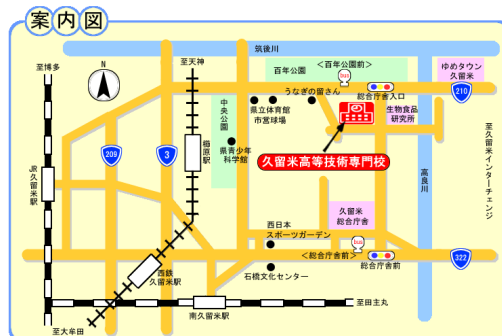 案内図
至博多
N
至天神
筑後川
百年公園
＜百年公園前＞
bus
ゆめタウン
久留米
うなぎの留さん
総合庁舎入口
210
県立体育館
市営球場
中央公園
生物食品
研究所
櫛原駅
県青少年
科学館
209
3
久留米高等技術専門校
至久留米インターチェンジ
JR久留米駅
高良川
久留米
総合庁舎
西日本
スポーツガーデン
bus
＜総合庁舎前＞
総合庁舎前
322
西鉄
久留米駅
石橋文化センター
至大牟田
南久留米駅
至田主丸